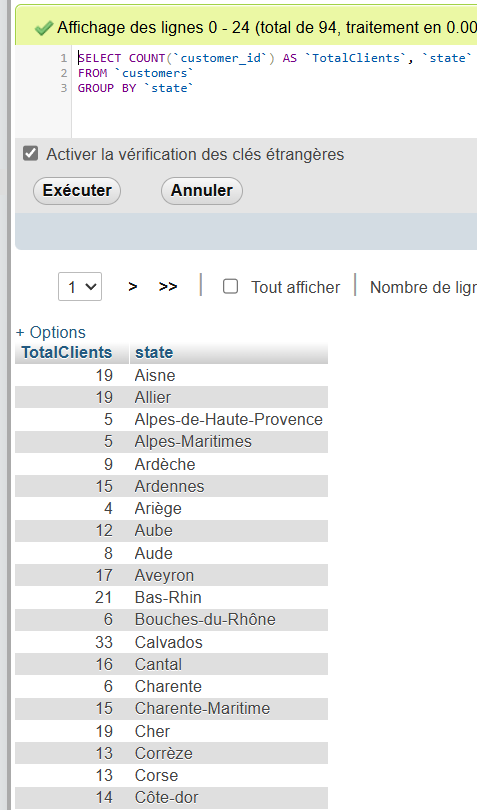 Affichage des lignes 0 - 24 (total de 94, traitement en 0.00
1 SELECT COUNT(`customer_id`) AS `TotalClients`, `state`
2 FROM `customers`
3 GROUP BY `state`
Activer la vérification des clés étrangères
Exécuter Annuler
1 > >> | Tout afficher | Nombre de
+ Options
TotalClients state
19 Aisne
19 Allier
5 Alpes-de-Haute-Provence
5 Alpes-Maritimes
9 Ardèche
15 Ardennes
4 Ariège
12 Aube
8 Aude
17 Aveyron
21 Bas-Rhin
6 Bouches-du-Rhône
33 Calvados
16 Cantal
6 Charente
15 Charente-Maritime
19 Cher
13 Corrèze
13 Corse
14 Côte-dor